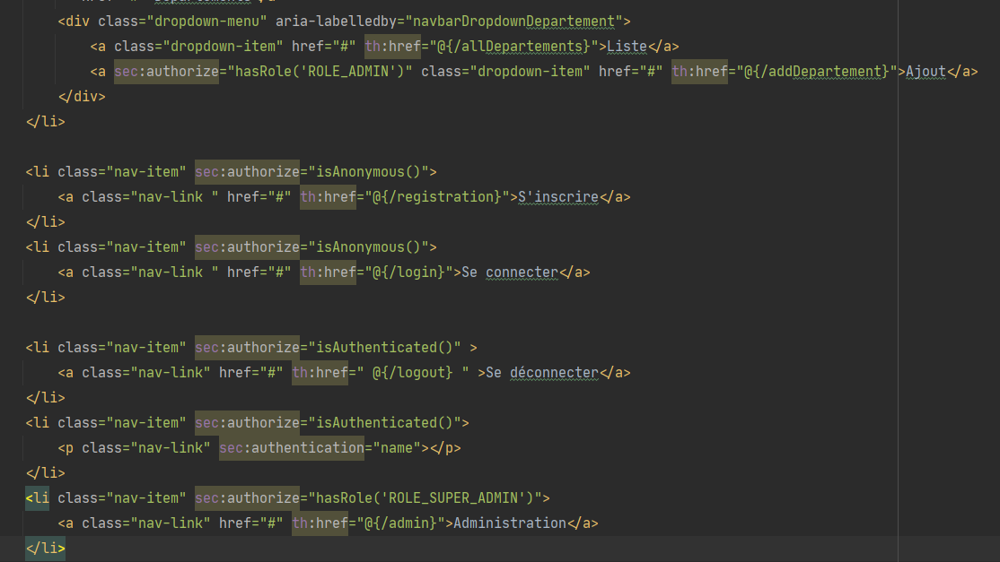 <div class="dropdown-menu" aria-labelledby="navbarDropdownDepartement">
<a class="dropdown-item" href="#" th:href="@{/allDepartements}">Liste</a>
<a sec:authorize="hasRole('ROLE_ADMIN')" class="dropdown-item" href="#" th:href="@{/addDepartement}">Ajout</a>
</div>
</li>
<li class="nav-item" sec:authorize="isAnonymous()">
<a class="nav-link " href="#" th:href="@{/registration}">S'inscrire</a>
</li>
<li class="nav-item" sec:authorize="isAnonymous()">
<a class="nav-link " href="#" th:href="@{/login}">Se connecter</a>
</li>
<li class="nav-item" sec:authorize="isAuthenticated()" >
<a class="nav-link" href="#" th:href=" @{/logout} " >Se déconnecter</a>
</li>
<li class="nav-item" sec:authorize="isAuthenticated()">
<p class="nav-link" sec:authentication="name"></p>
</li>
<li class="nav-item" sec:authorize="hasRole('ROLE_SUPER_ADMIN')">
<a class="nav-link" href="#" th:href="@{/admin}">Administration</a>
</li>